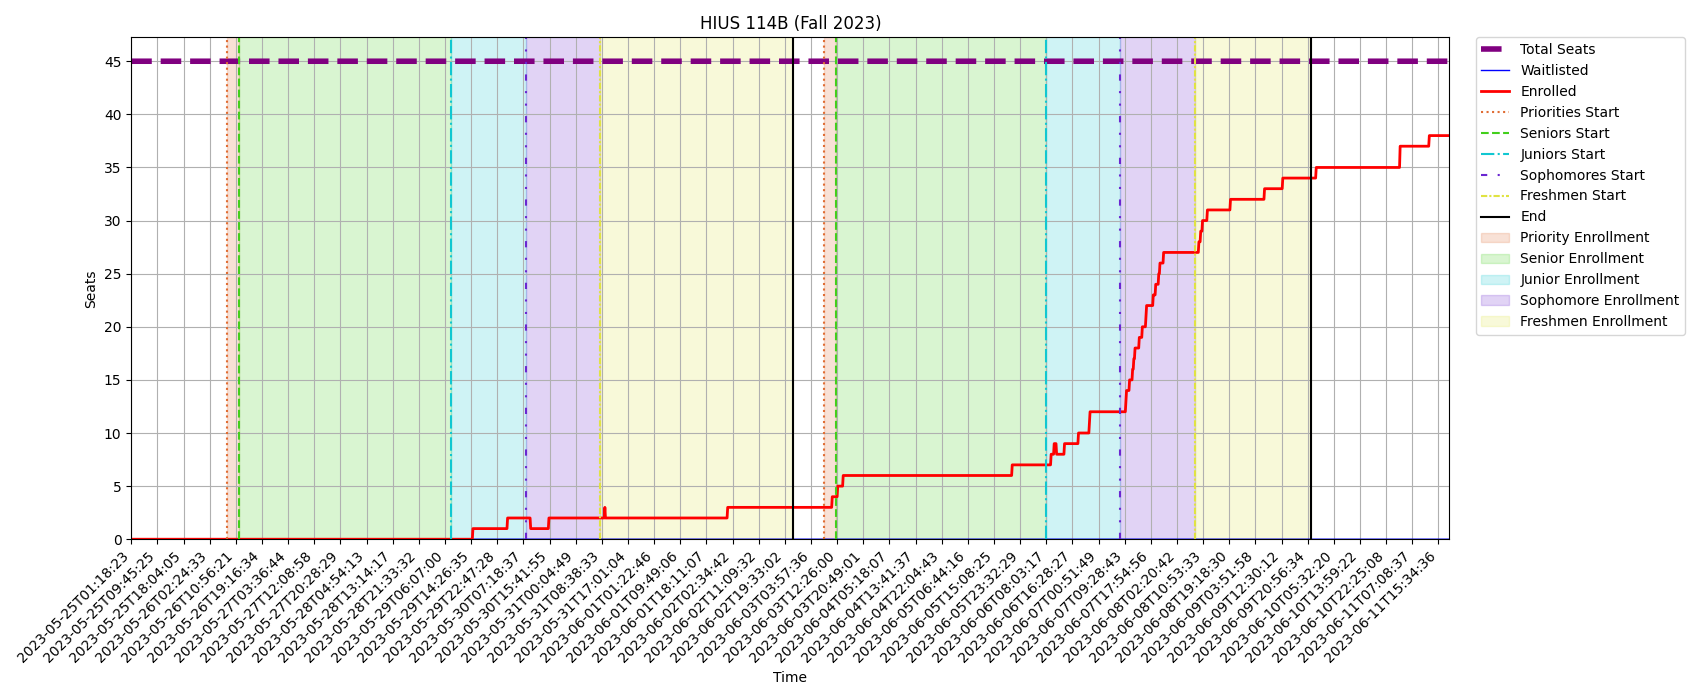 HIUS 114B (Fall 2023)
Seats
45
40
35
30
25
20
15
10
5
0
2023-05-25T01:18:23
2023-05-25T09:45:25
2023-05-25T18:04:05
2023-05-26T02:24:33
2023-05-26T10:56:21
2023-05-26T19:16:34
2023-05-27T03:36:44
2023-05-27T12:08:58
2023-05-27T20:28:29
2023-05-28T04:54:13
2023-05-28T13:14:17
2023-05-28T21:33:32
2023-05-29T06:07:00
2023-05-29T14:26:35
2023-05-29T22:47:28
2023-05-30T07:18:37
2023-05-30T15:41:55
2023-05-31T00:04:49
2023-05-31T08:38:33
2023-05-31T17:01:04
2023-06-01T01:22:46
2023-06-01T09:49:06
2023-06-01T18:11:07
2023-06-02T02:34:42
2023-06-02T11:09:32
2023-06-02T19:33:02
2023-06-03T03:57:36
2023-06-03T12:26:00
2023-06-03T20:49:01
2023-06-04T05:18:07
2023-06-04T13:41:37
2023-06-04T22:04:43
2023-06-05T06:44:16
2023-06-05T15:08:25
2023-06-05T23:32:29
2023-06-06T08:03:17
2023-06-06T16:28:27
2023-06-07T00:51:49
2023-06-07T09:28:43
2023-06-07T17:54:56
2023-06-08T02:20:42
2023-06-08T10:53:33
2023-06-08T19:18:30
2023-06-09T03:51:58
2023-06-09T12:30:12
2023-06-09T20:56:34
2023-06-10T05:32:20
2023-06-10T13:59:22
2023-06-10T22:25:08
2023-06-11T07:08:37
2023-06-11T15:34:36
Time
Total Seats
Waitlisted
Enrolled
Priorities Start
Seniors Start
Juniors Start
Sophomores Start
Freshmen Start
End
Priority Enrollment
Senior Enrollment
Junior Enrollment
Sophomore Enrollment
Freshmen Enrollment